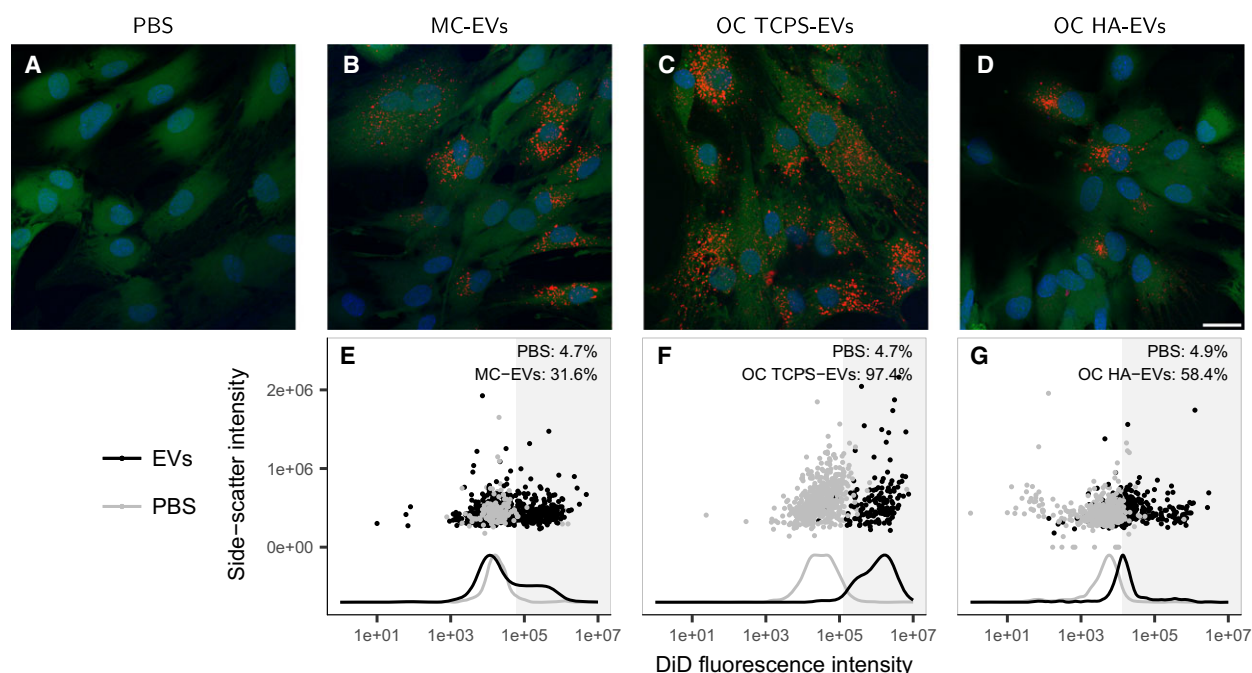 PBS MC-EVs OC TCPS-EVs OC HA-EVs
A B C D
E PBS: 4.7%
MC−EVs: 31.6%
F PBS: 4.7%
OC TCPS−EVs: 97.4%
G PBS: 4.9%
OC HA−EVs: 58.4%
EVs
PBS
Side−scatter intensity
2e+06
1e+06
0e+00
1e+01 1e+03 1e+05 1e+07 1e+01 1e+03 1e+05 1e+07 1e+01 1e+03 1e+05 1e+07
DiD fluorescence intensity